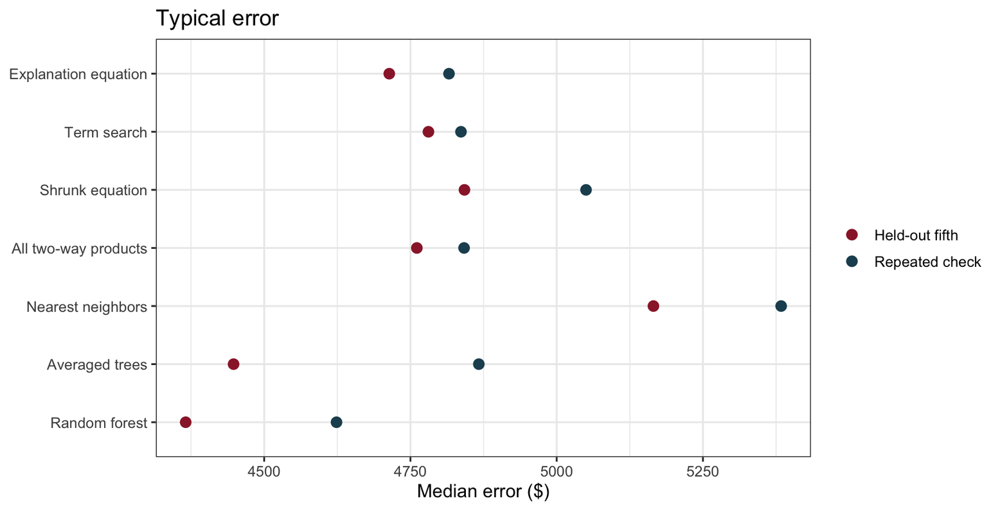 Typical error
Explanation equation
Term search
Shrunk equation
All two-way products
Nearest neighbors
Averaged trees
Random forest
4500
4750
5000
5250
Median error ($)
Held-out fifth
Repeated check